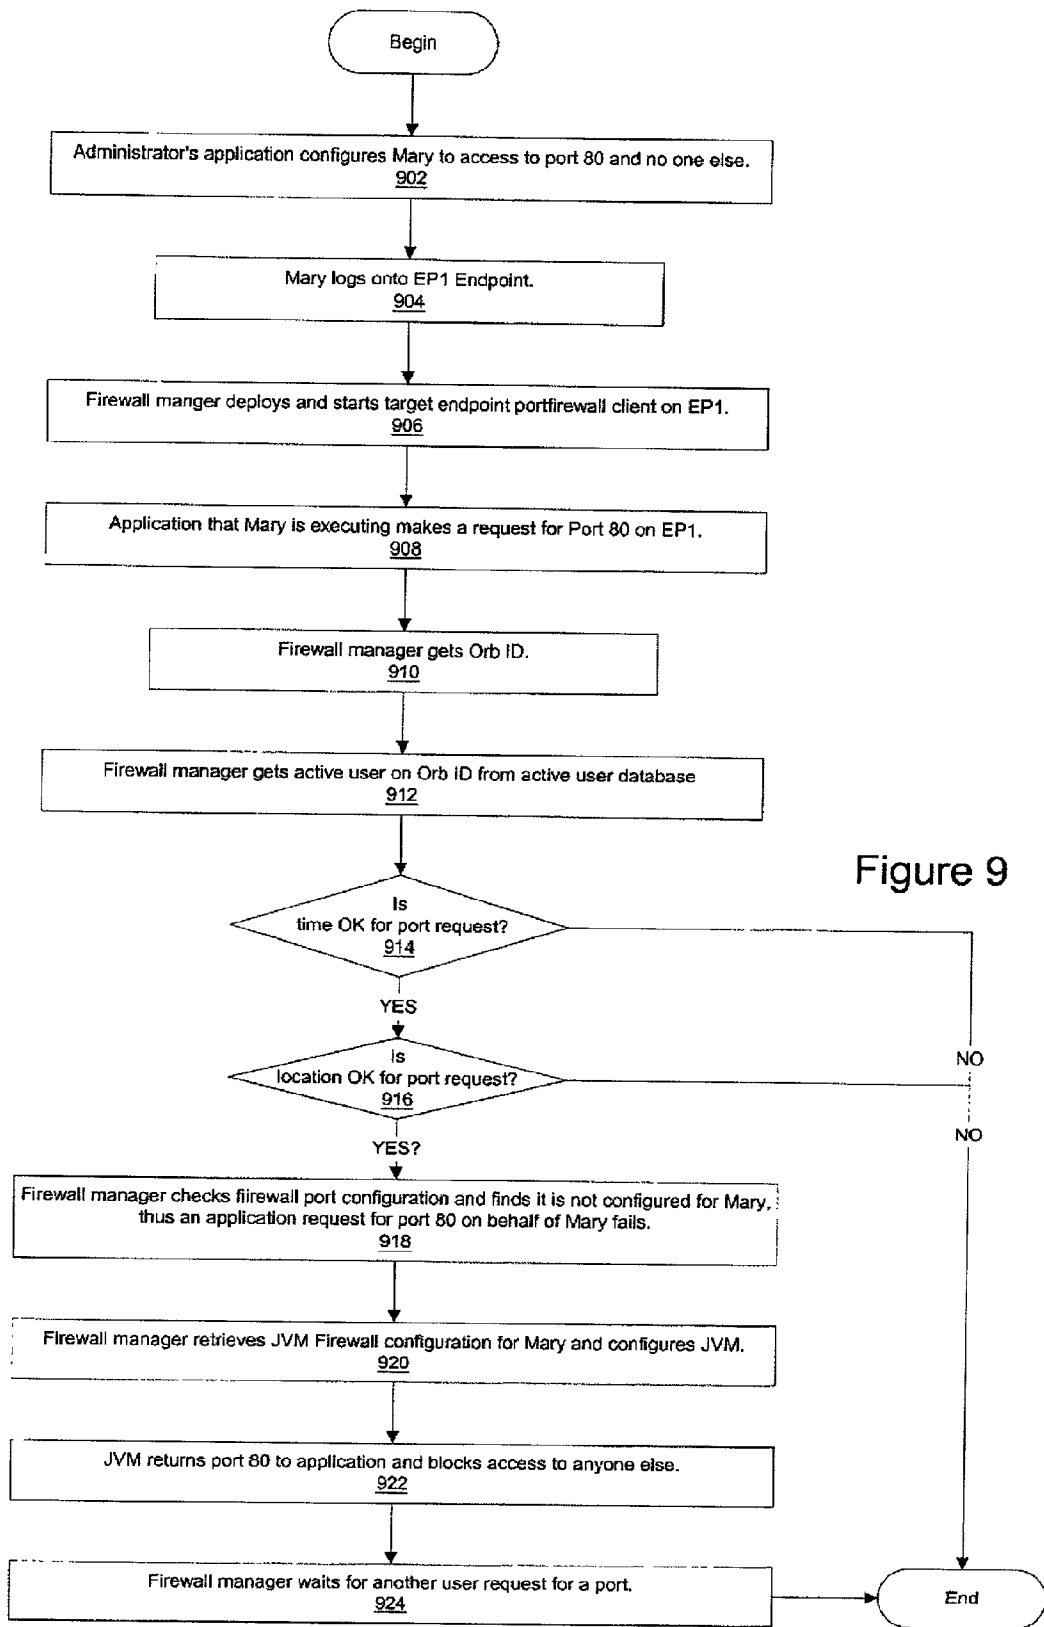 Begin
Administrator's application configures Mary to access to port 80 and no one else.
902
Mary logs onto EP1 Endpoint.
904
Firewall manger deploys and starts target endpoint portfirewall client on EP1.
906
Application that Mary is executing makes a request for Port 80 on EP1.
908
Firewall manager gets Orb ID.
910
Firewall manager gets active user on Orb ID from active user database
912
Figure 9
Is
time OK for port request?
914
YES
NO
Is
location OK for port request?
916
NO
YES?
Firewall manager checks fiirewall port configuration and finds it is not configured for Mary,
thus an application request for port 80 on behalf of Mary fails.
918
Firewall manager retrieves JVM Firewall configuration for Mary and configures JVM.
920
JVM returns port 80 to application and blocks access to anyone else.
922
Firewall manager waits for another user request for a port.
924
End